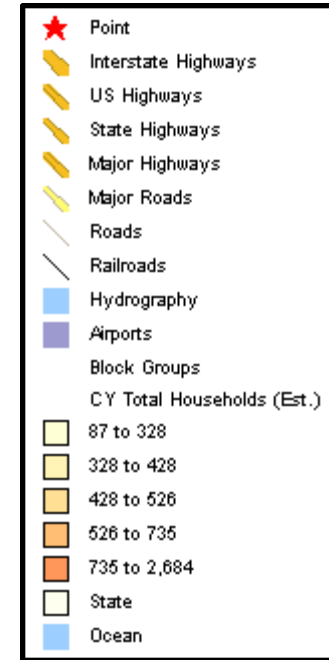 Point
Interstate Highways
US Highways
State Highways
Major Highways
Major Roads
Roads
Railroads
Hydrography
Airports
Block Groups
CY Total Households (Est.)
87 to 328
328 to 428
428 to 526
526 to 735
735 to 2,684
State
Ocean